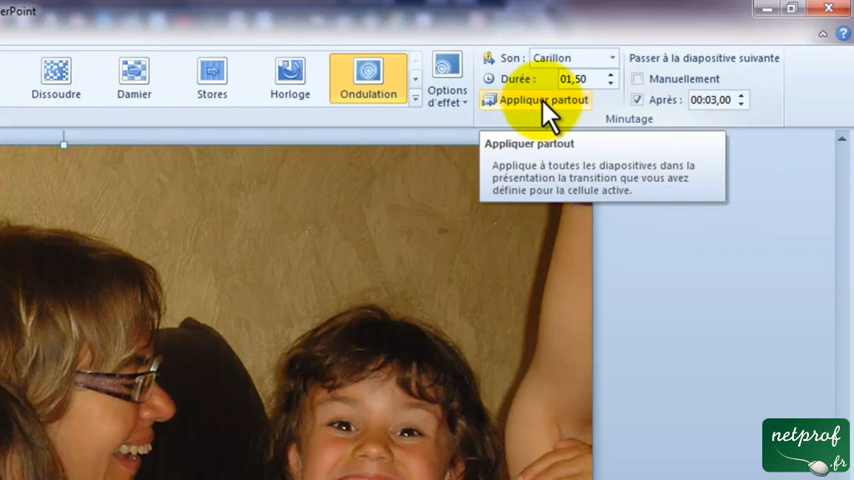 PowerPoint
Dissoudre
Damier
Stores
Horloge
Ondulation
Options
d'effet
Son : Carillon
Durée : 01,50
Appliquer partout
Passer à la diapositive suivante
Manuellement
Après : 00:03,00
Minutage
Appliquer partout
Applique à toutes les diapositives dans la
présentation la transition que vous avez
définie pour la cellule active.
netprof
.fr